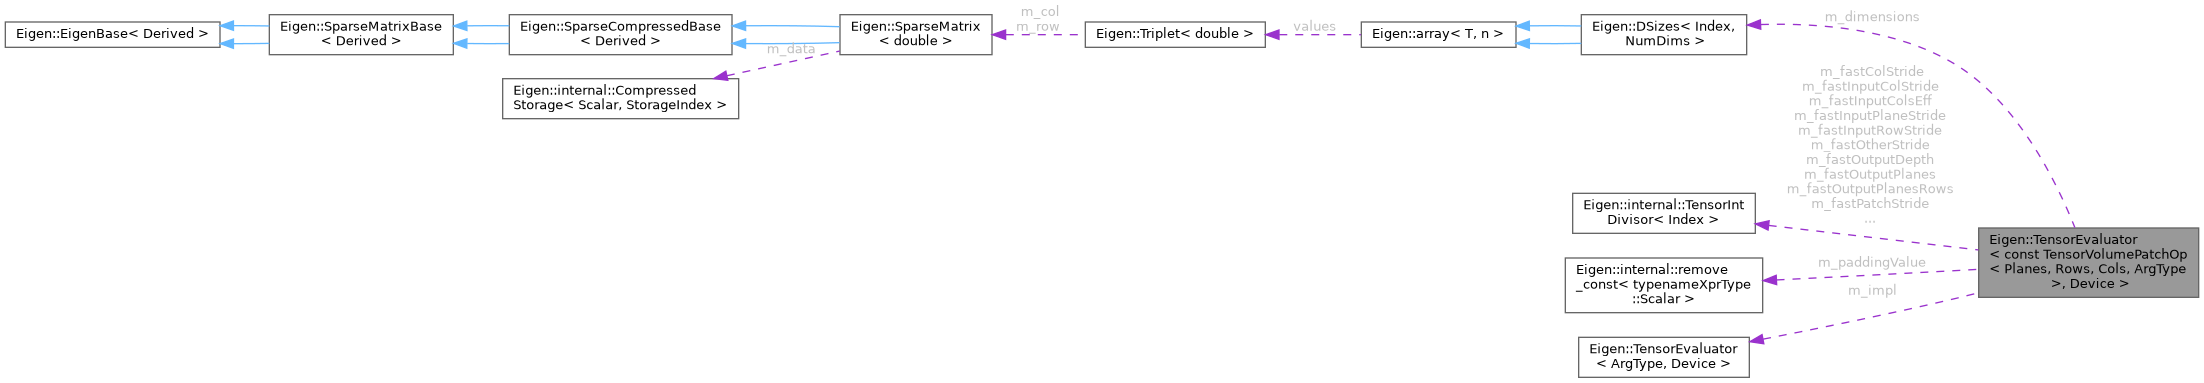 Eigen::EigenBase< Derived >
Eigen::SparseMatrixBase
< Derived >
Eigen::SparseCompressedBase
< Derived >
Eigen::internal::Compressed
Storage< Scalar, StorageIndex >
m_data
Eigen::SparseMatrix
< double >
m_col
m_row
Eigen::Triplet< double >
values
Eigen::array< T, n >
Eigen::DSizes< Index,
NumDims >
m_dimensions
m_fastColStride
m_fastInputColStride
m_fastInputColsEff
m_fastInputPlaneStride
m_fastInputRowStride
m_fastOtherStride
m_fastOutputDepth
m_fastOutputPlanes
m_fastOutputPlanesRows
m_fastPatchStride
...
Eigen::internal::TensorInt
Divisor< Index >
Eigen::internal::remove
_const< typenameXprType
::Scalar >
m_paddingValue
m_impl
Eigen::TensorEvaluator
< ArgType, Device >
Eigen::TensorEvaluator
< const TensorVolumePatchOp
< Planes, Rows, Cols, ArgType
>, Device >